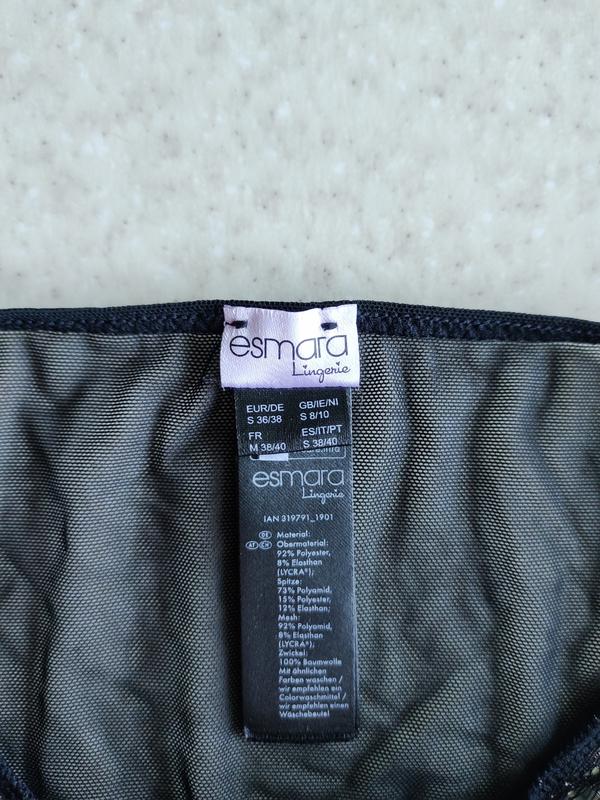 esmara
Lingerie
EUR/DE GB/IE/NI
S 36/38 S 8/10
FR ES/IT/PT
M 38/40 S 38/40
esmara
Lingerie
IAN 319791_1901
DE Material:
AT CH Obermaterial:
92% Polyester,
8% Elasthan
(LYCRA®);
Spitze:
73% Polyamid,
15% Polyester,
12% Elasthan;
Mesh:
92% Polyamid,
8% Elasthan
(LYCRA®);
Zwickel:
100% Baumwolle
Mit ähnlichen
Farben waschen /
wir empfehlen ein
Colorwaschmittel /
wir empfehlen einen
Wäschebeutel